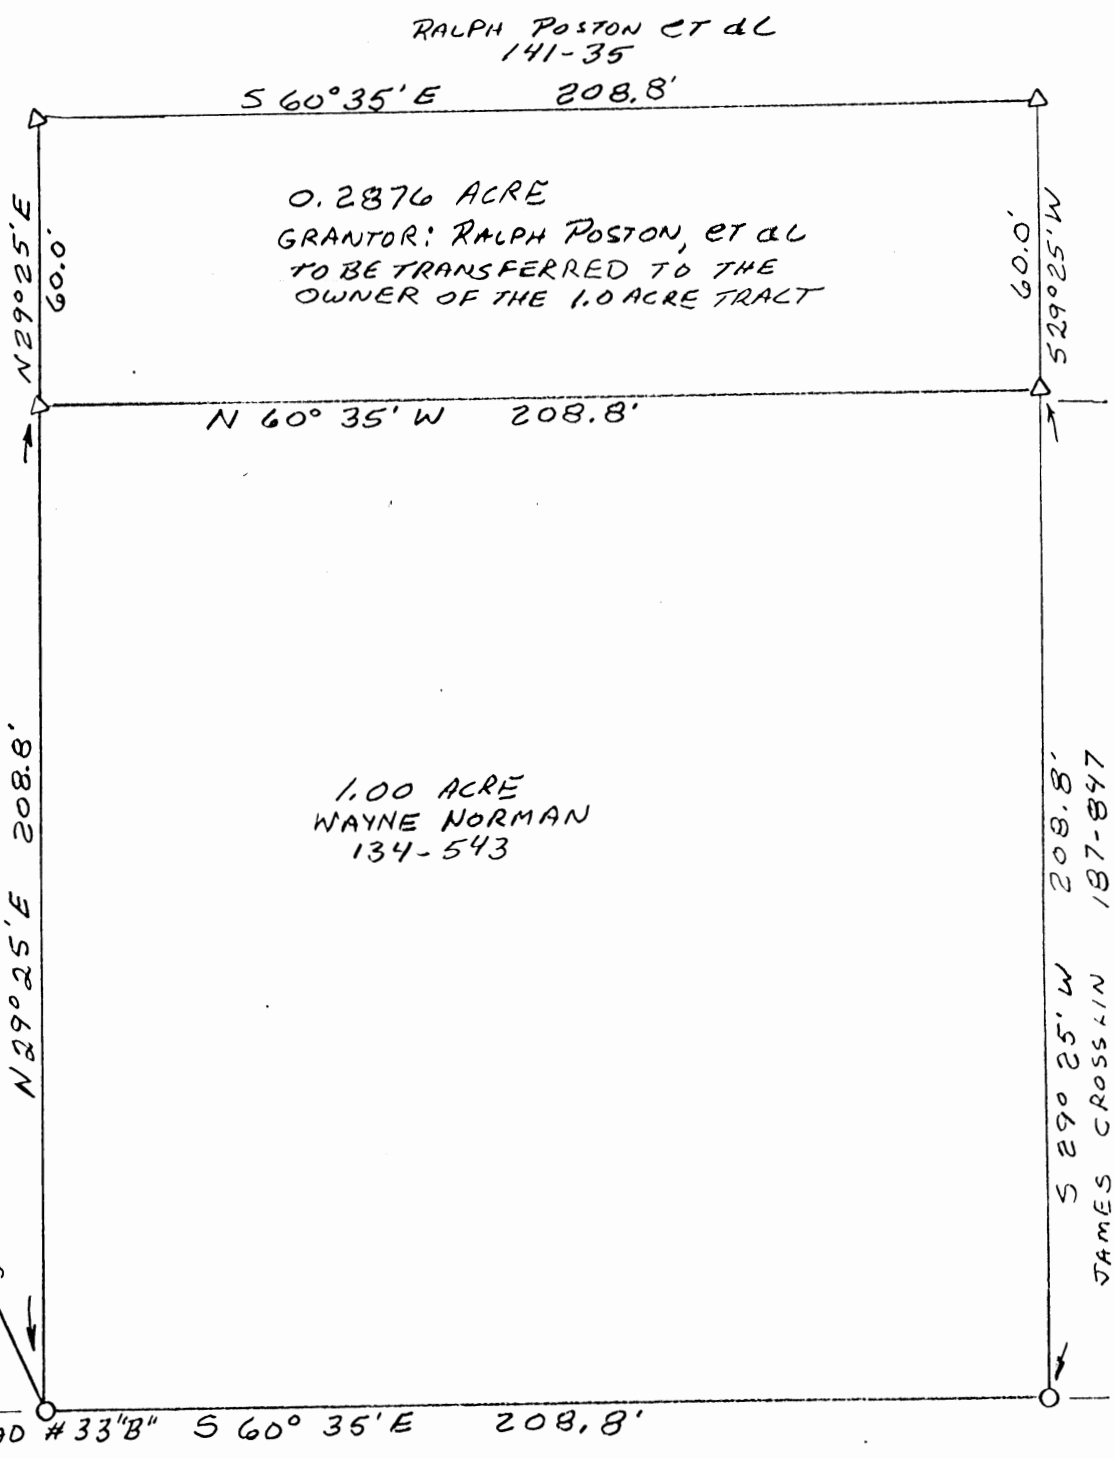 RALPH POSTON et al
141-35
S 60° 35' E 208.8'
N 29° 25' E
60.0'
0.2876 ACRE
GRANTOR: RALPH POSTON, et al
TO BE TRANSFERRED TO THE
OWNER OF THE 1.0 ACRE TRACT
60.0'
S 29° 25' W
N 60° 35' W 208.8'
N 29° 25' E 208.8'
1.00 ACRE
WAYNE NORMAN
134-543
S 29° 25' W 208.8'
JAMES CROSSLIN 187-847
#33"B" S 60° 35' E 208.8'